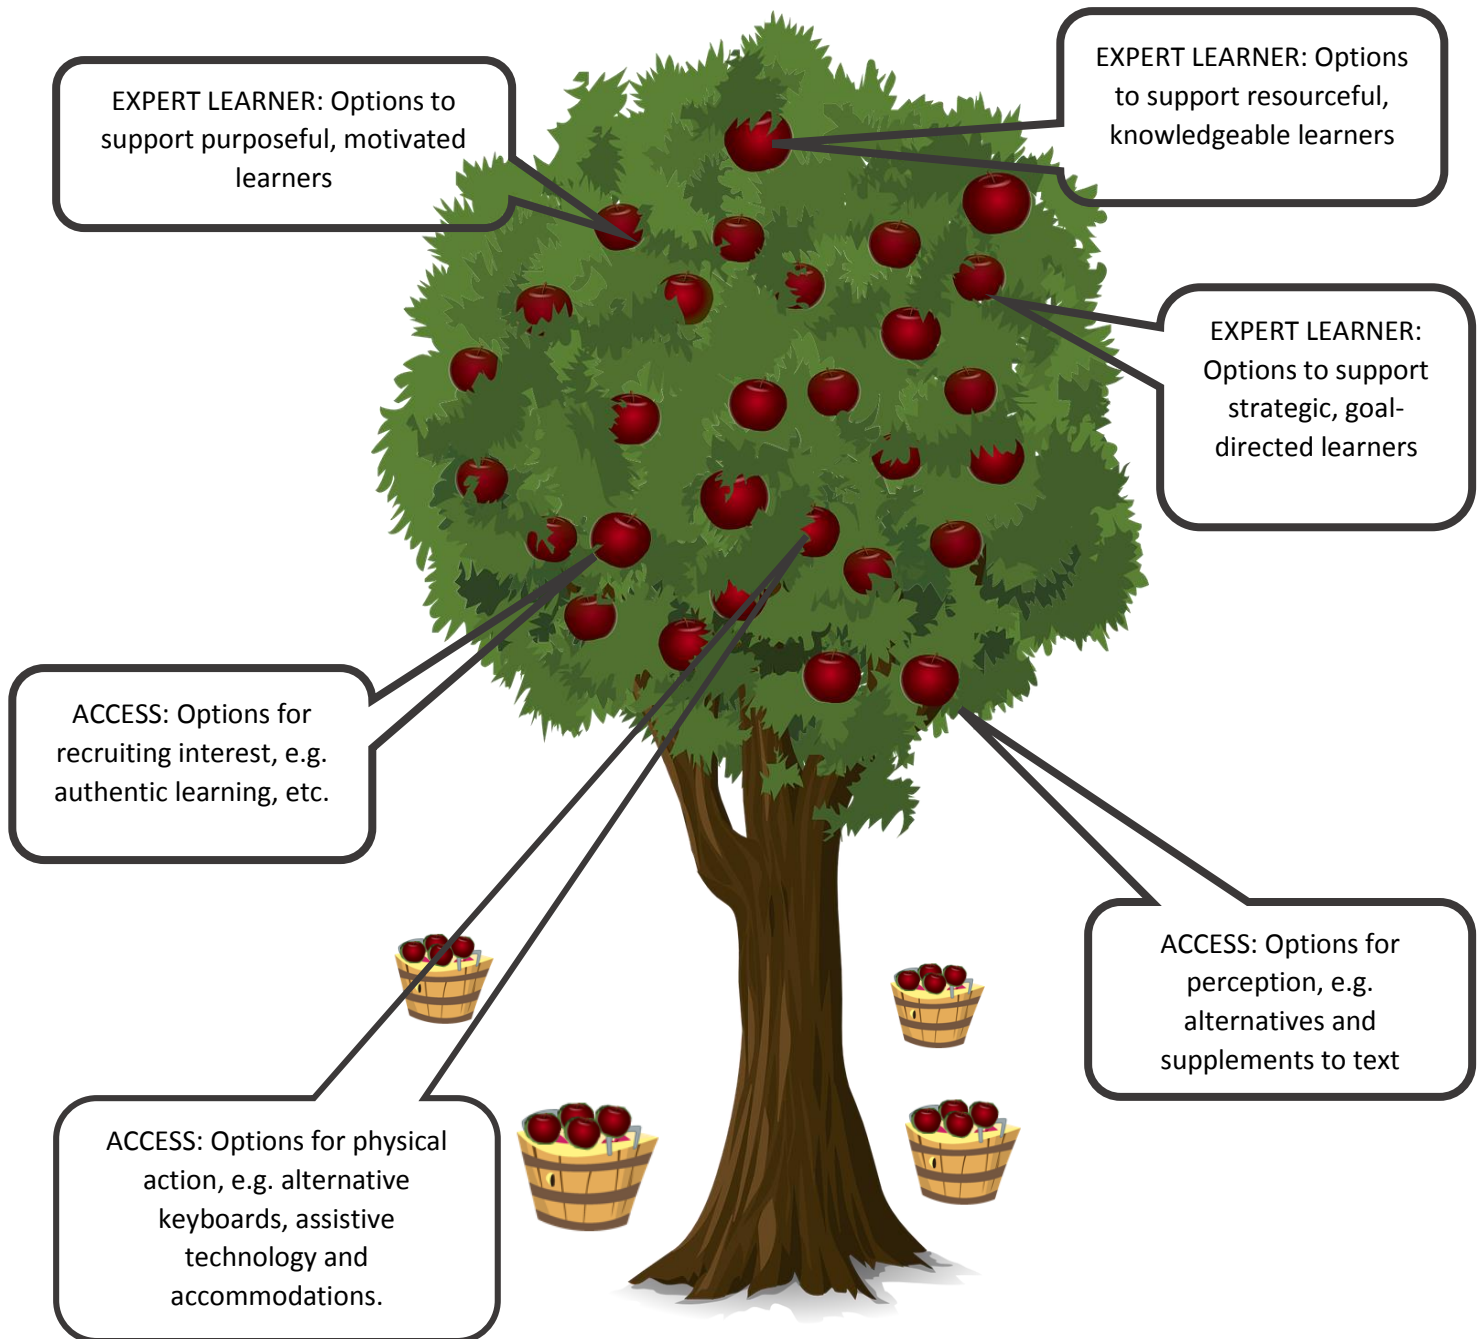 EXPERT LEARNER: Options to
support purposeful, motivated
learners
EXPERT LEARNER: Options
to support resourceful,
knowledgeable learners
EXPERT LEARNER:
Options to support
strategic, goal-
directed learners
ACCESS: Options for
recruiting interest, e.g.
authentic learning, etc.
ACCESS: Options for
perception, e.g.
alternatives and
supplements to text
ACCESS: Options for physical
action, e.g. alternative
keyboards, assistive
technology and
accommodations.